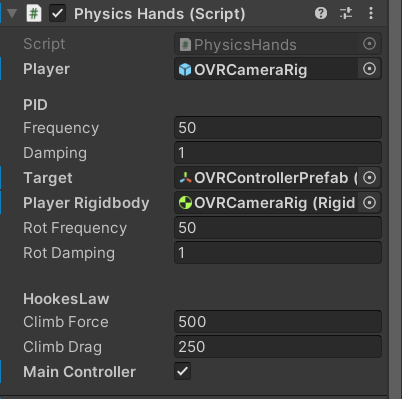 Physics Hands (Script)
Script PhysicsHands
Player OVRCameraRig
PID
Frequency 50
Damping 1
Target OVRControllerPrefab (
Player Rigidbody OVRCameraRig (Rigid
Rot Frequency 50
Rot Damping 1
HookesLaw
Climb Force 500
Climb Drag 250
Main Controller